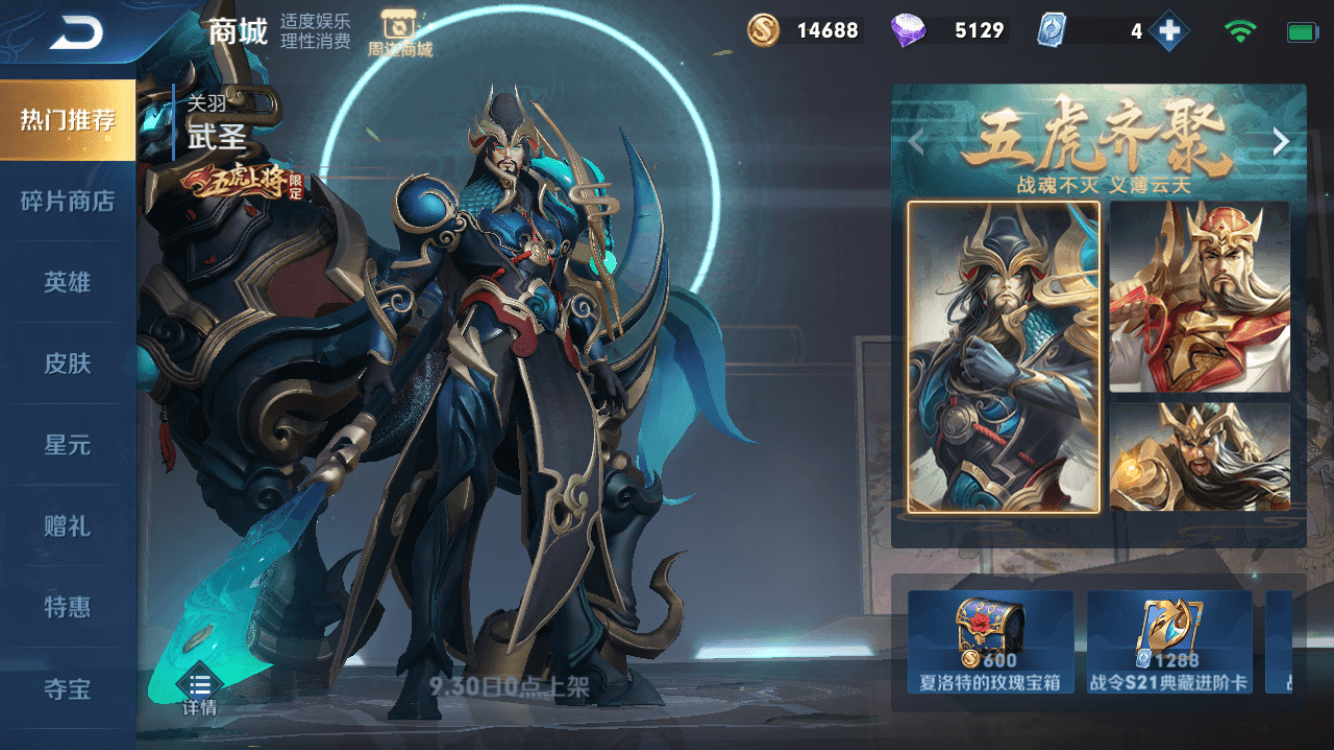 商城
适度娱乐
理性消费
周边商城
14688
5129
4
热门推荐
碎片商店
英雄
皮肤
星元
赠礼
特惠
夺宝
关羽
武圣
五虎上将
限定
五虎齐聚
战魂不灭 义薄云天
600
夏洛特的玫瑰宝箱
1288
战令S21典藏进阶卡
9.30日0点上架
详情